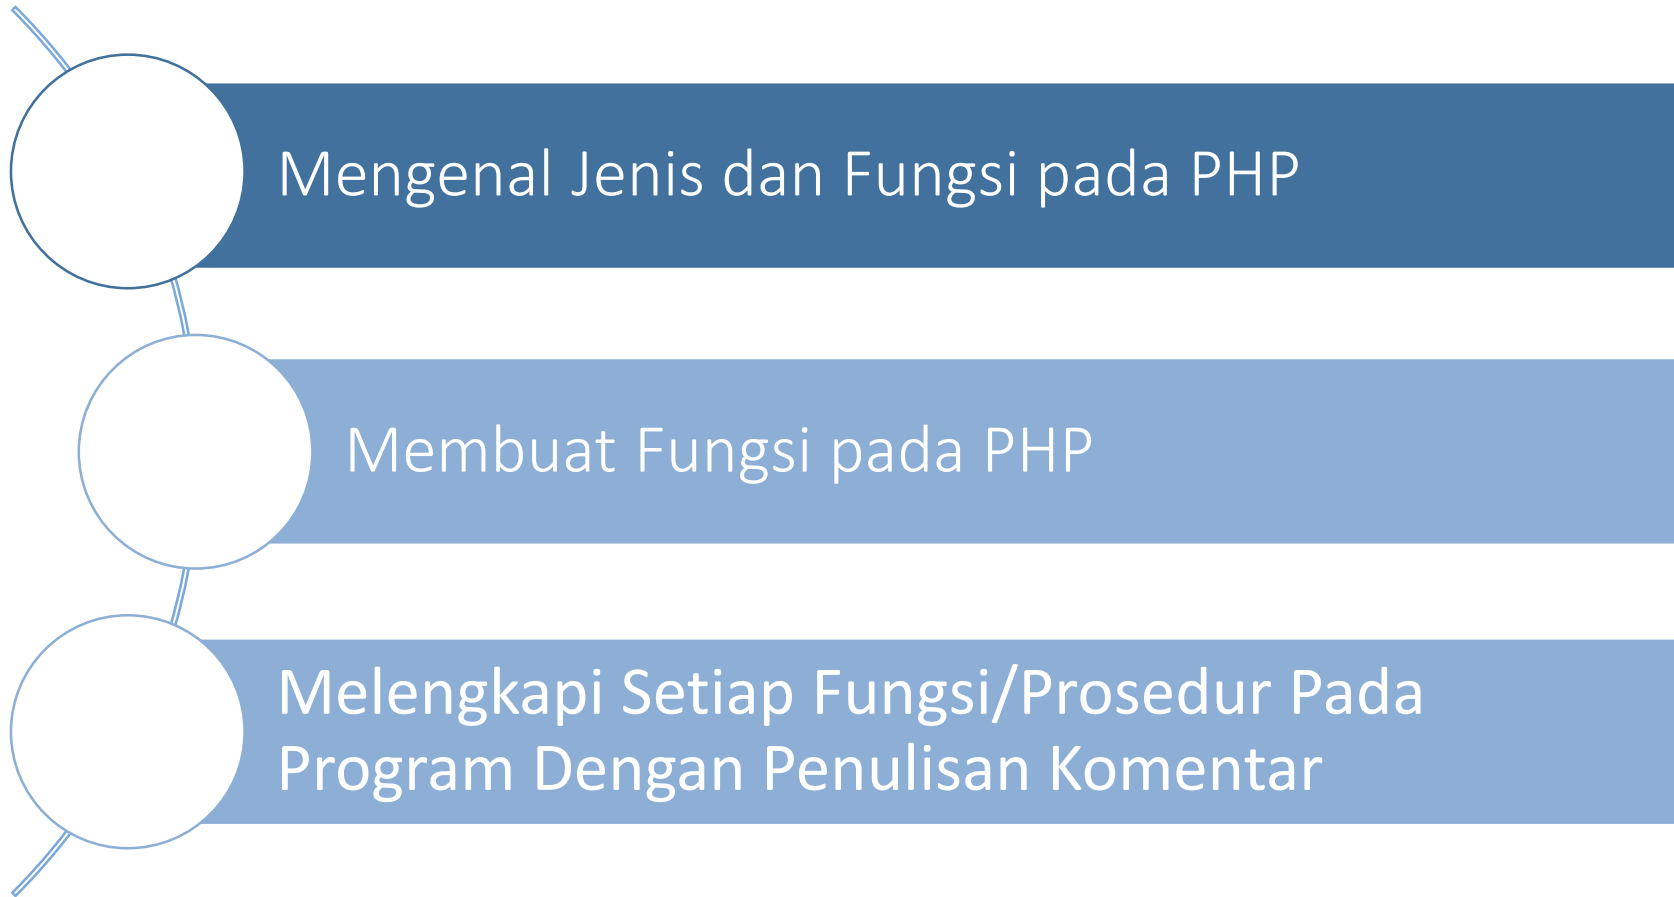 Mengenal Jenis dan Fungsi pada PHP
Membuat Fungsi pada PHP
Melengkapi Setiap Fungsi/Prosedur Pada
Program Dengan Penulisan Komentar